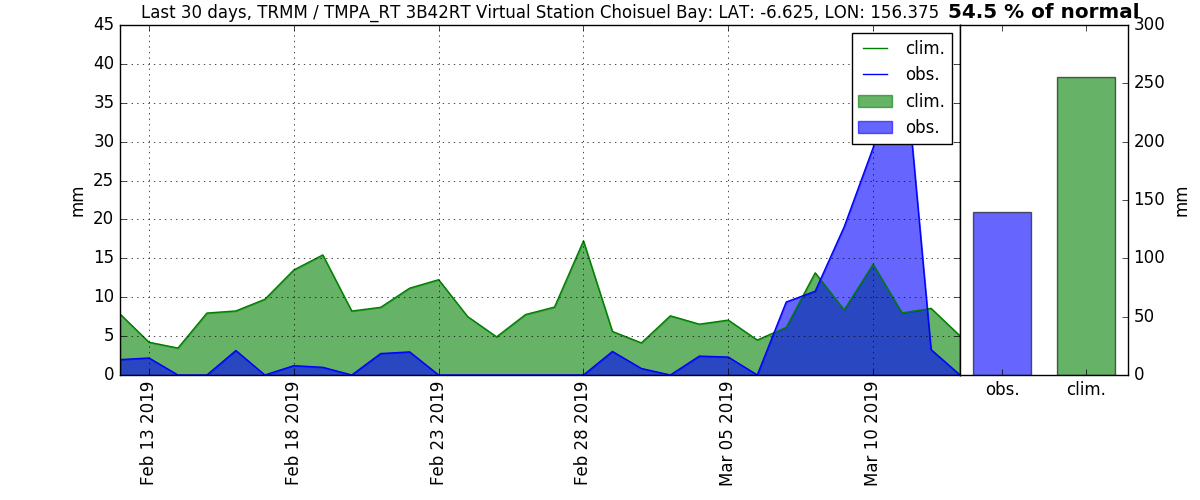 Last 30 days, TRMM / TMPA_RT 3B42RT Virtual Station Choisuel Bay: LAT: -6.625, LON: 156.375 54.5 % of normal
45
40
35
30
25
20
15
10
5
0
mm
clim.
obs.
clim.
obs.
Feb 13 2019
Feb 18 2019
Feb 23 2019
Feb 28 2019
Mar 05 2019
Mar 10 2019
300
250
200
150
100
50
0
mm
obs.
clim.